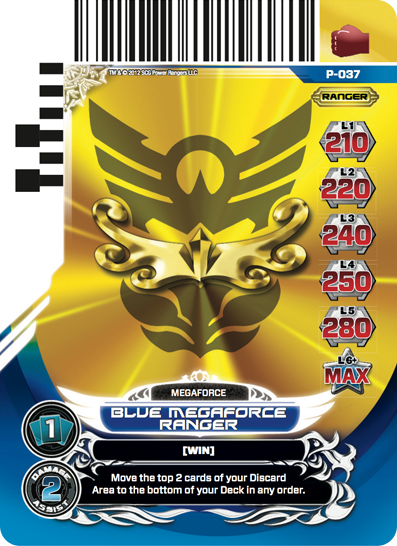 TM & © 2012 SCG Power Rangers LLC
P-037
RANGER
L1
210
L2
220
L3
240
L4
250
L5
280
L6+
MAX
MEGAFORCE
BLUE MEGAFORCE
RANGER
1
[WIN]
DAMAGE
2
ASSIST
Move the top 2 cards of your Discard
Area to the bottom of your Deck in any order.